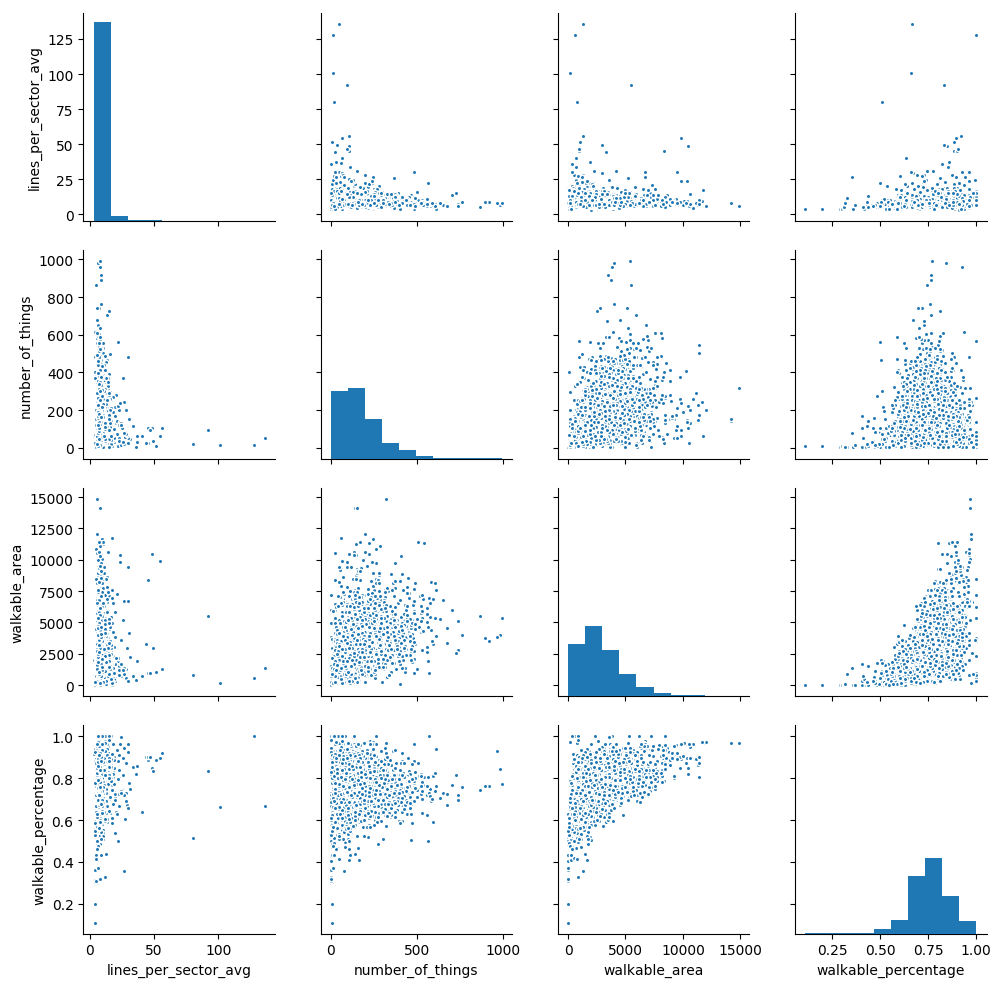 125
100
75
50
25
0
lines_per_sector_avg
1000
800
600
400
200
0
number_of_things
15000
12500
10000
7500
5000
2500
0
walkable_area
1.0
0.8
0.6
0.4
0.2
walkable_percentage
0 50 100
0 500 1000
0 5000 10000 15000
0.25 0.50 0.75 1.00
lines_per_sector_avg
number_of_things
walkable_area
walkable_percentage